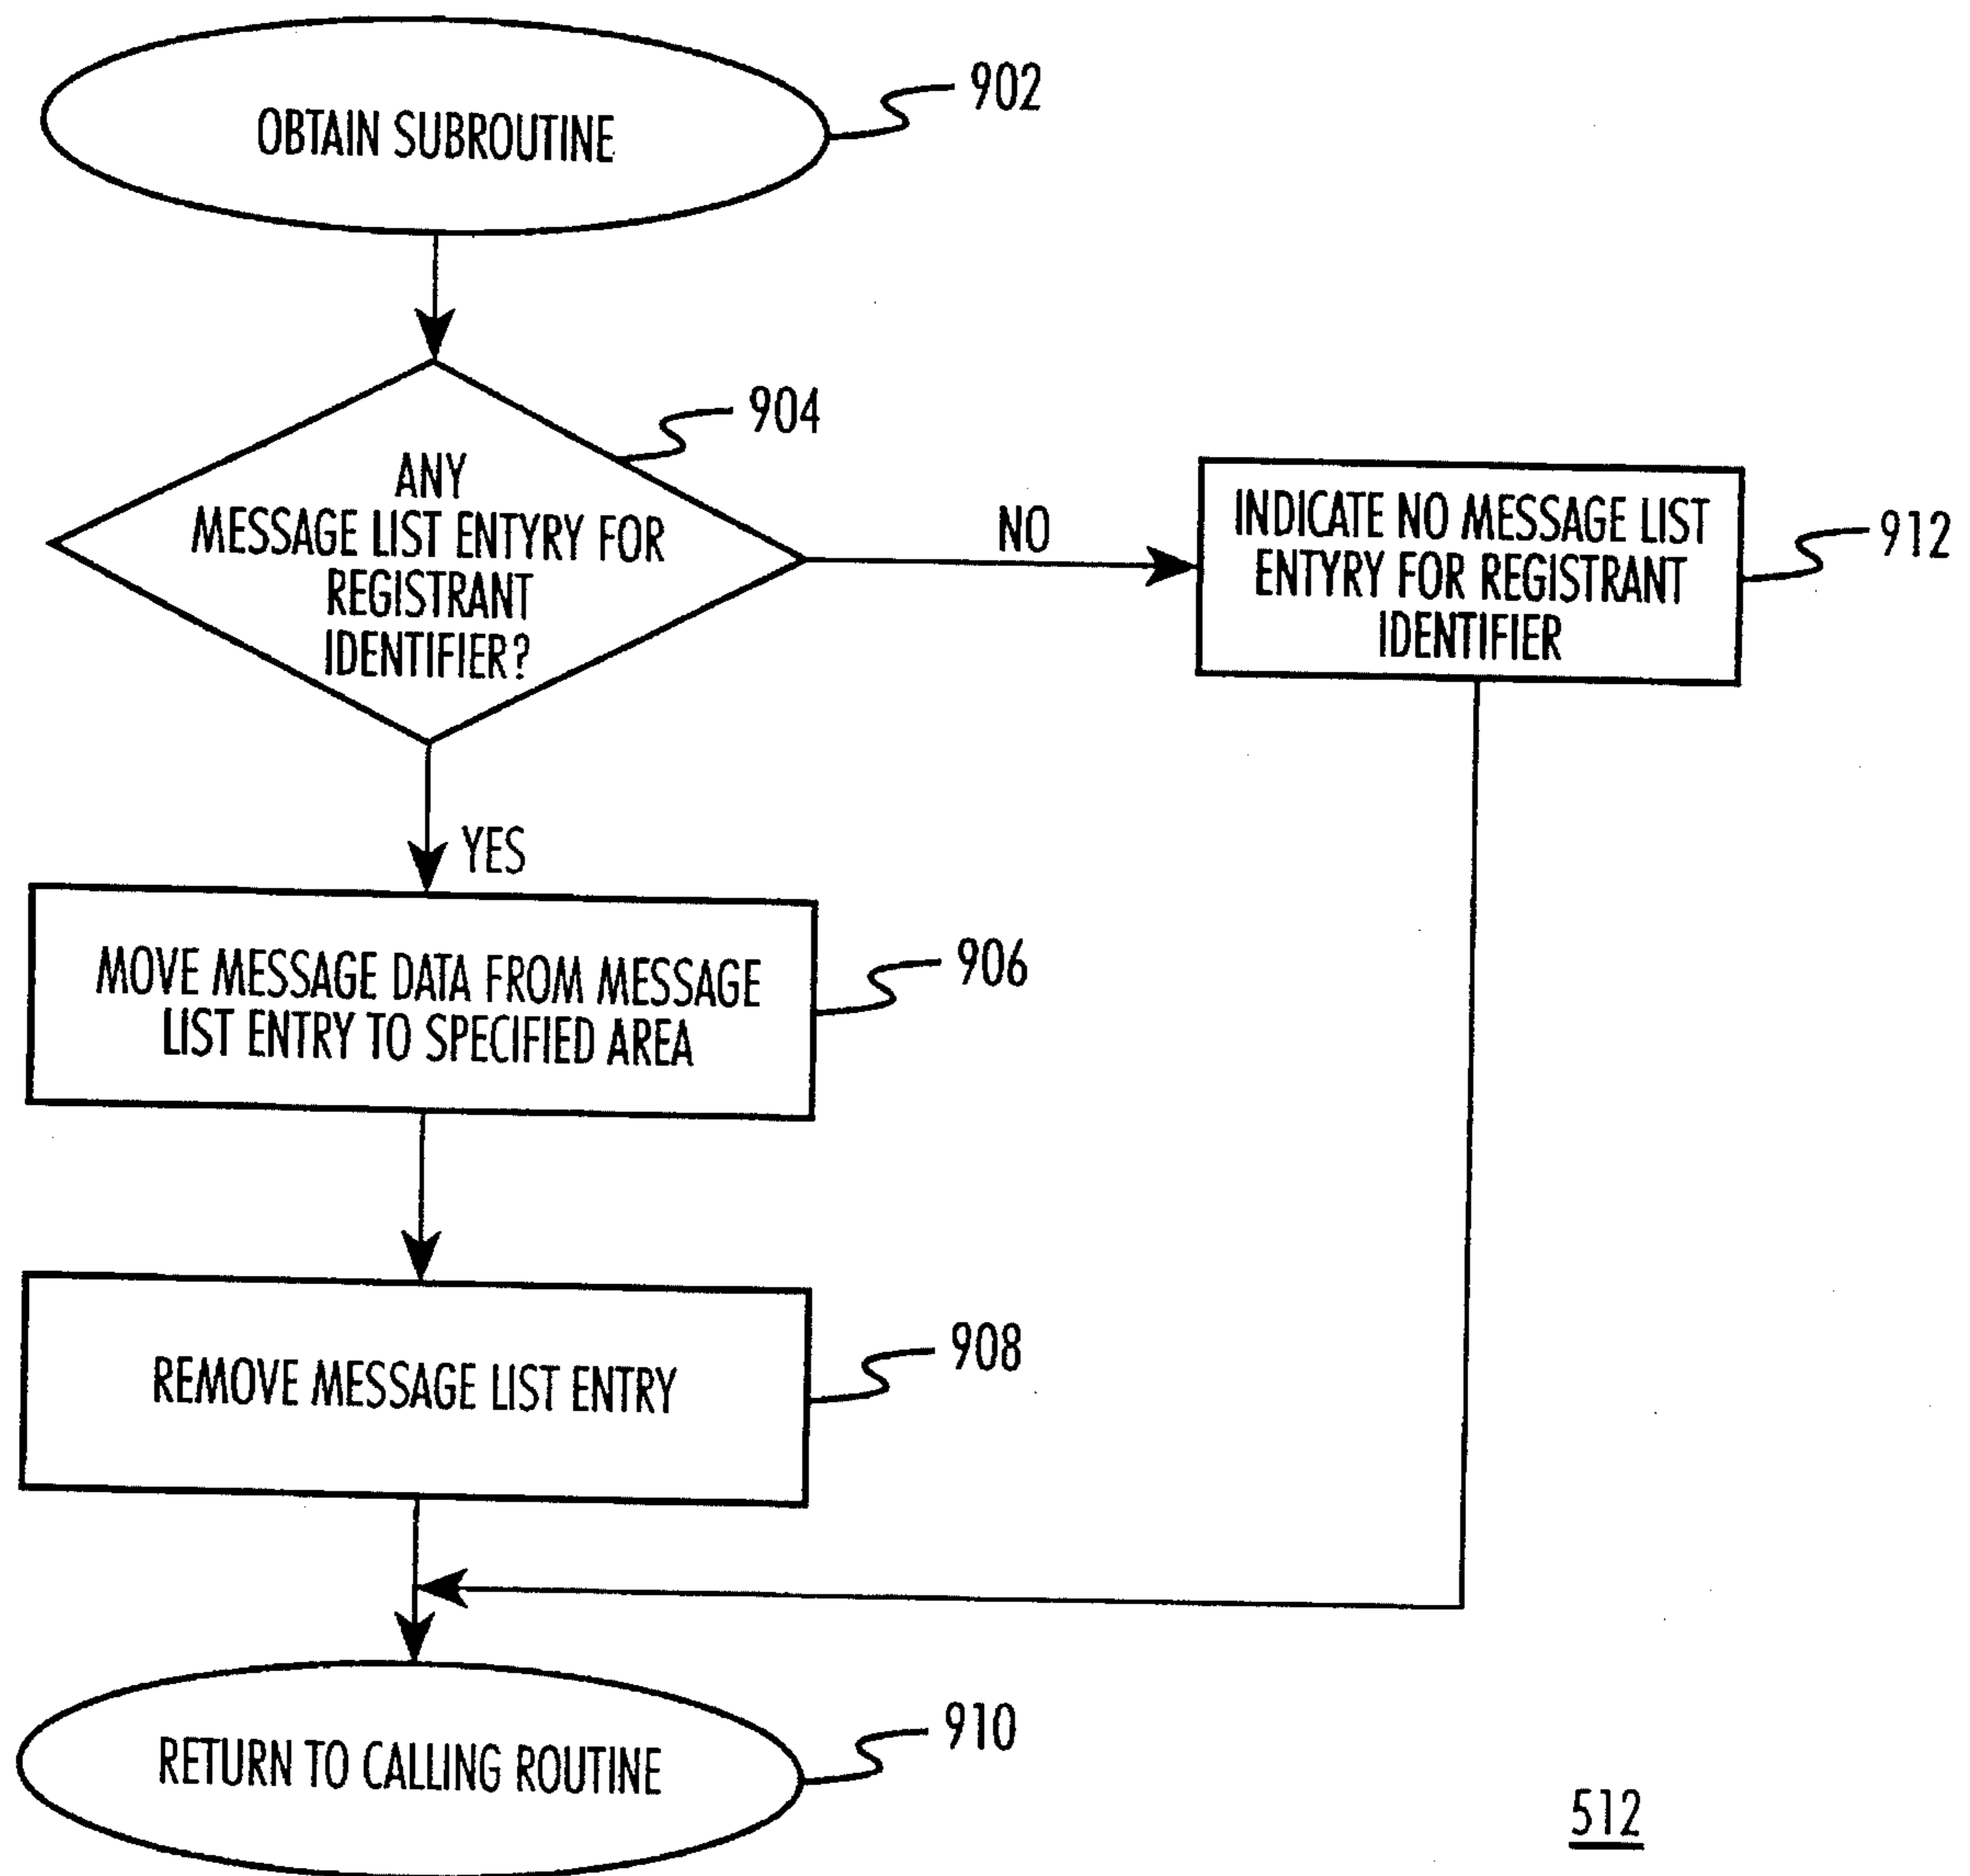 OBTAIN SUBROUTINE
902
ANY
MESSAGE LIST ENTYRY FOR
REGISTRANT
IDENTIFIER?
904
NO
INDICATE NO MESSAGE LIST
ENTYRY FOR REGISTRANT
IDENTIFIER
912
YES
MOVE MESSAGE DATA FROM MESSAGE
LIST ENTRY TO SPECIFIED AREA
906
REMOVE MESSAGE LIST ENTRY
908
RETURN TO CALLING ROUTINE
910
512